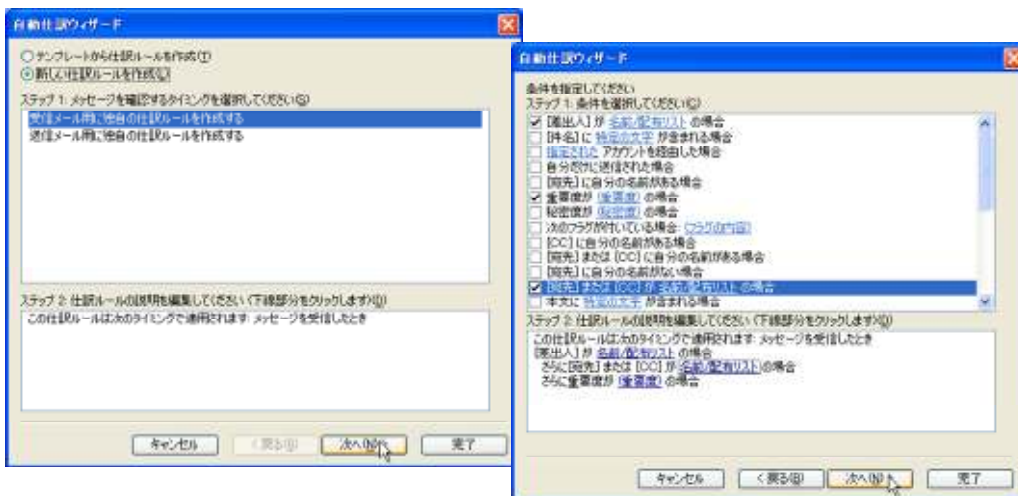 自動仕訳ウィザード
テンプレートから仕訳ルールを作成(T)
新しい仕訳ルールを作成(L)
ステップ 1: メッセージを確認するタイミングを選択してください(S)
受信メール用に独自の仕訳ルールを作成する
送信メール用に独自の仕訳ルールを作成する
ステップ 2: 仕訳ルールの説明を編集してください (下線部分をクリックします)(D)
この仕訳ルールは次のタイミングで適用されます: メッセージを受信したとき
キャンセル
< 戻る(B)
次へ(N) >
完了
自動仕訳ウィザード
条件を指定してください
ステップ 1: 条件を選択してください(C)
[差出人] が 名前/配布リスト の場合
[件名] に 特定の文字 が含まれる場合
指定された アカウントを経由した場合
自分だけに送信された場合
[宛先] に自分の名前がある場合
重要度が (重要度) の場合
秘密度が (秘密度) の場合
次のフラグが付いている場合: (フラグの内容)
[CC] に自分の名前がある場合
[宛先] または [CC] に自分の名前がある場合
[宛先] に自分の名前がない場合
[宛先] または [CC] が 名前/配布リスト の場合
本文に 特定の文字 が含まれる場合
ステップ 2: 仕訳ルールの説明を編集してください (下線部分をクリックします)(D)
この仕訳ルールは次のタイミングで適用されます: メッセージを受信したとき
[差出人] が 名前/配布リスト の場合
さらに [宛先] または [CC] が 名前/配布リスト の場合
さらに重要度が (重要度) の場合
キャンセル
< 戻る(B)
次へ(N) >
完了